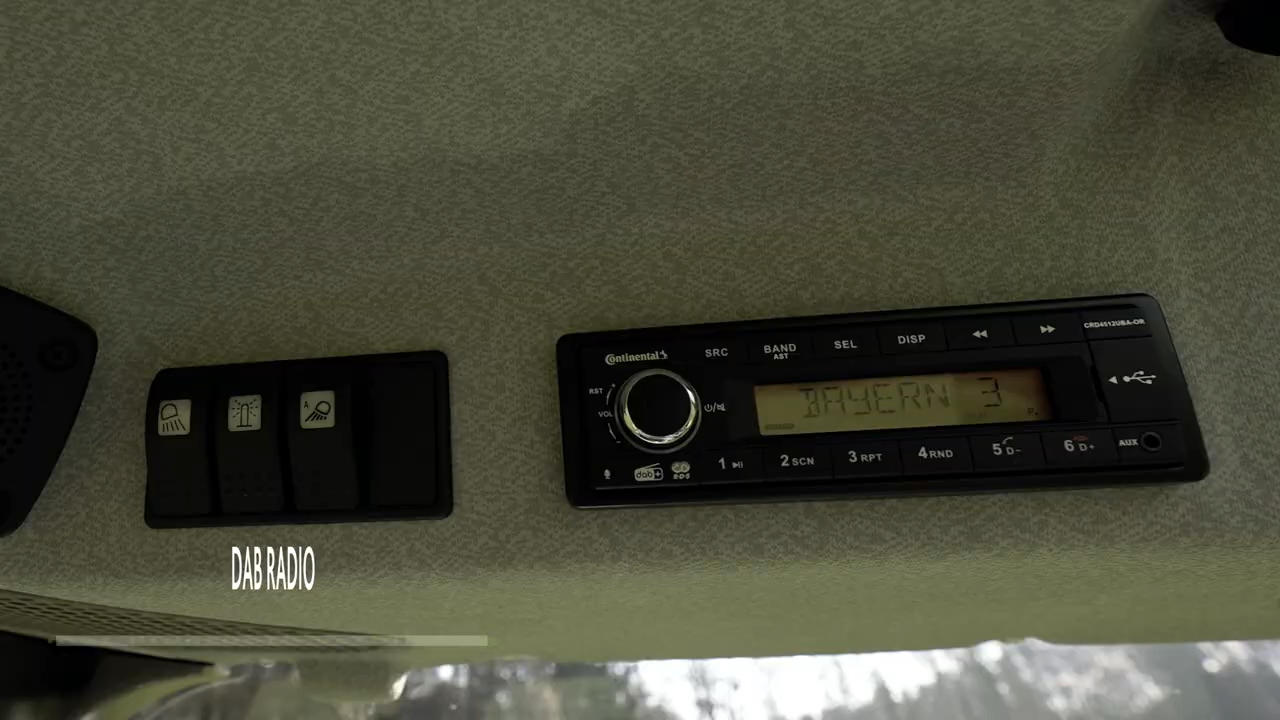 Continental
SRC
BAND
AST
SEL
DISP
CRD4512UBA-OR
RST
VOL
BAYERN 3
P.
A
dab+
R·D·S
1
2 SCN
3 RPT
4 RND
5 D-
6 D+
AUX
DAB RADIO